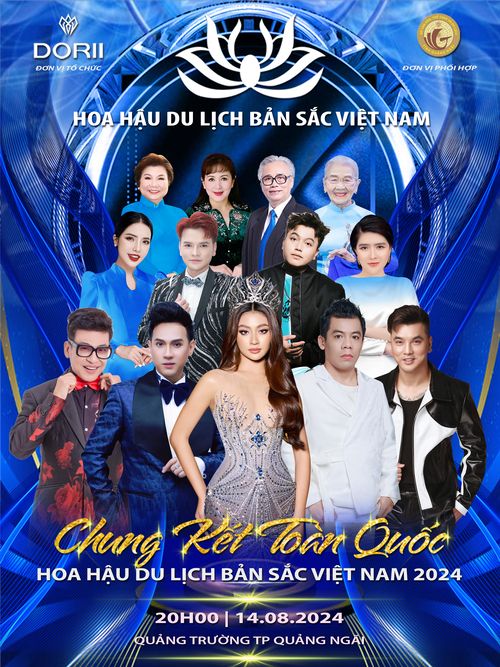 DORII
ĐƠN VỊ TỔ CHỨC
ĐƠN VỊ PHỐI HỢP
HOA HẬU DU LỊCH BẢN SẮC VIỆT NAM
Chung Kết Toàn Quốc
HOA HẬU DU LỊCH BẢN SẮC VIỆT NAM 2024
20H00 | 14.08.2024
QUẢNG TRƯỜNG TP QUẢNG NGÃI